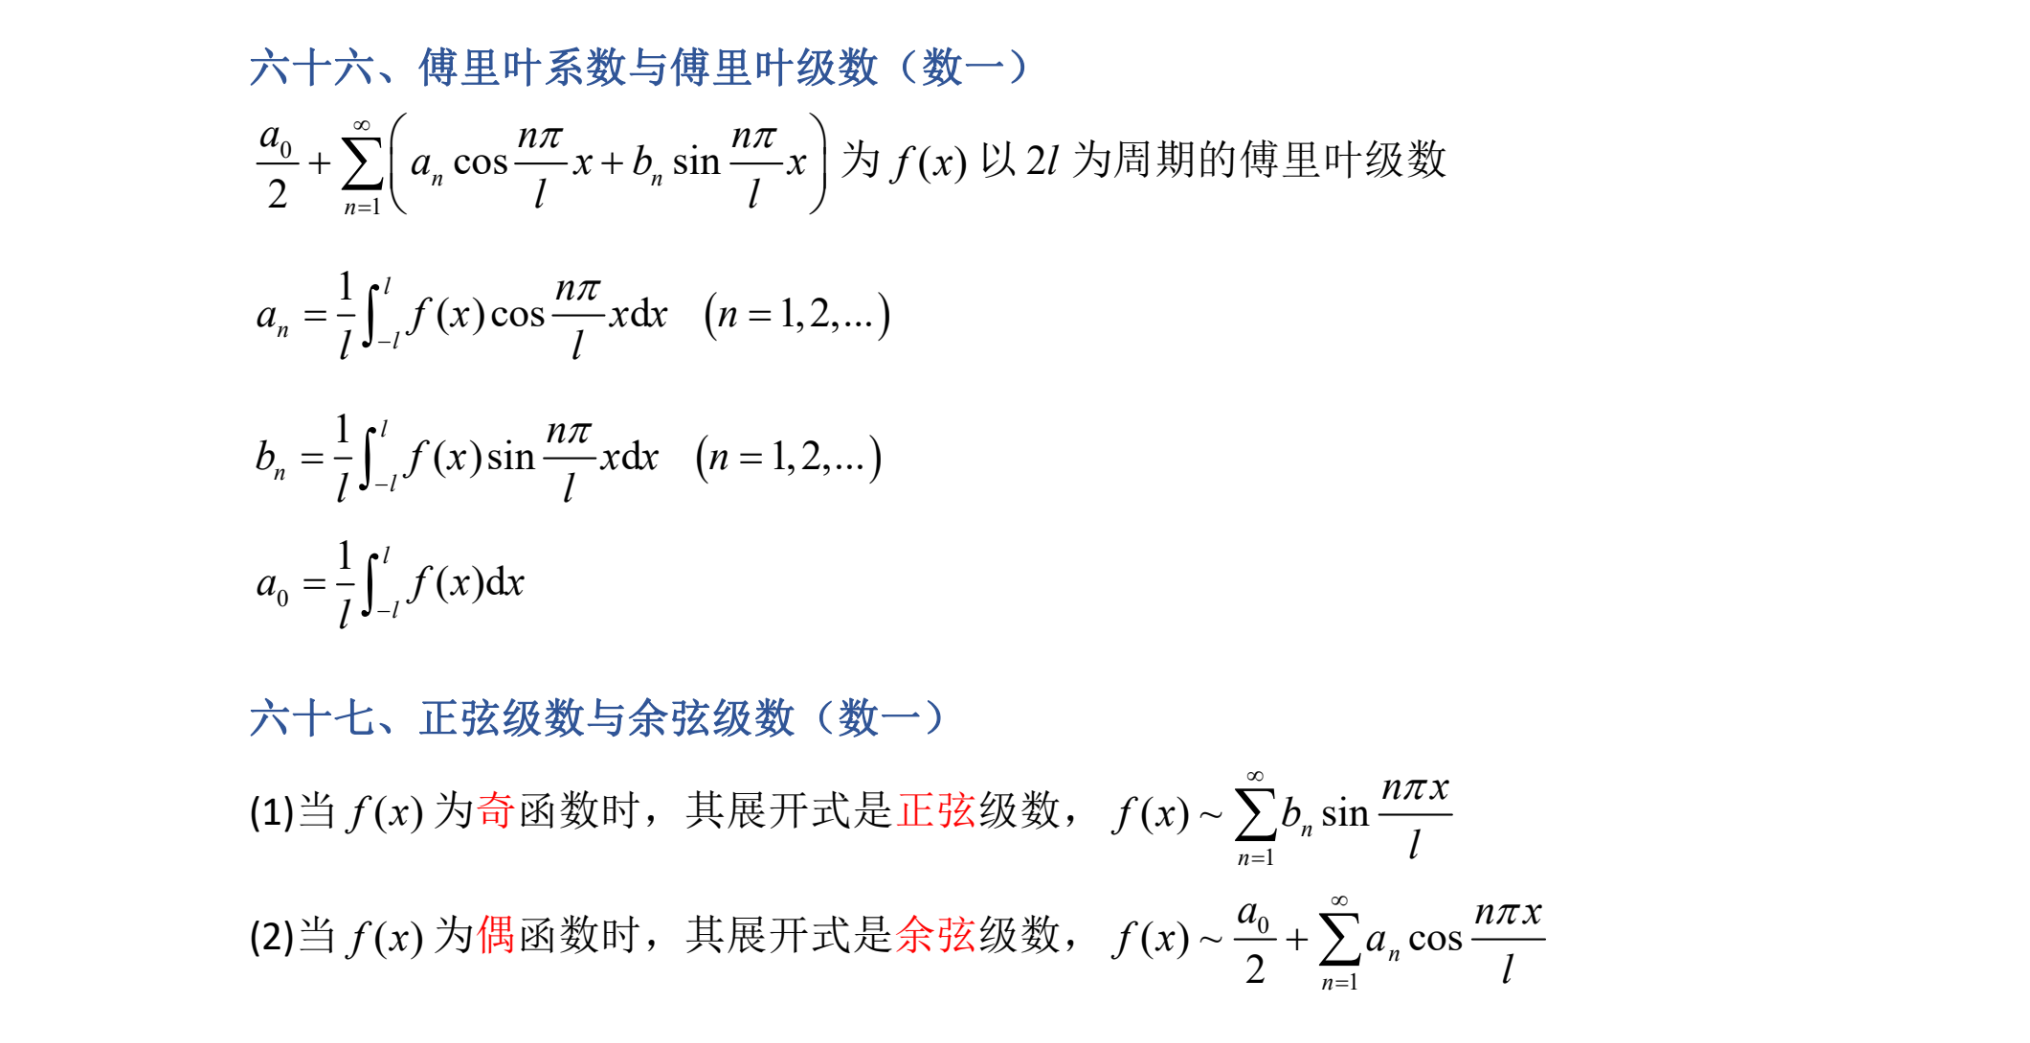 六十六、傅里叶系数与傅里叶级数（数一）
$\frac{a_0}{2}+\sum_{n=1}^{\infty}\left(a_n\cos\frac{n\pi}{l}x+b_n\sin\frac{n\pi}{l}x\right)$为 $f(x)$ 以 $2l$ 为周期的傅里叶级数
$a_n=\frac{1}{l}\int_{-l}^{l}f(x)\cos\frac{n\pi}{l}x\mathrm{d}x\quad(n=1,2,...)$
$b_n=\frac{1}{l}\int_{-l}^{l}f(x)\sin\frac{n\pi}{l}x\mathrm{d}x\quad(n=1,2,...)$
$a_0=\frac{1}{l}\int_{-l}^{l}f(x)\mathrm{d}x$
六十七、正弦级数与余弦级数（数一）
(1)当 $f(x)$ 为奇函数时，其展开式是正弦级数， $f(x)\sim\sum_{n=1}^{\infty}b_n\sin\frac{n\pi x}{l}$
(2)当 $f(x)$ 为偶函数时，其展开式是余弦级数， $f(x)\sim\frac{a_0}{2}+\sum_{n=1}^{\infty}a_n\cos\frac{n\pi x}{l}$